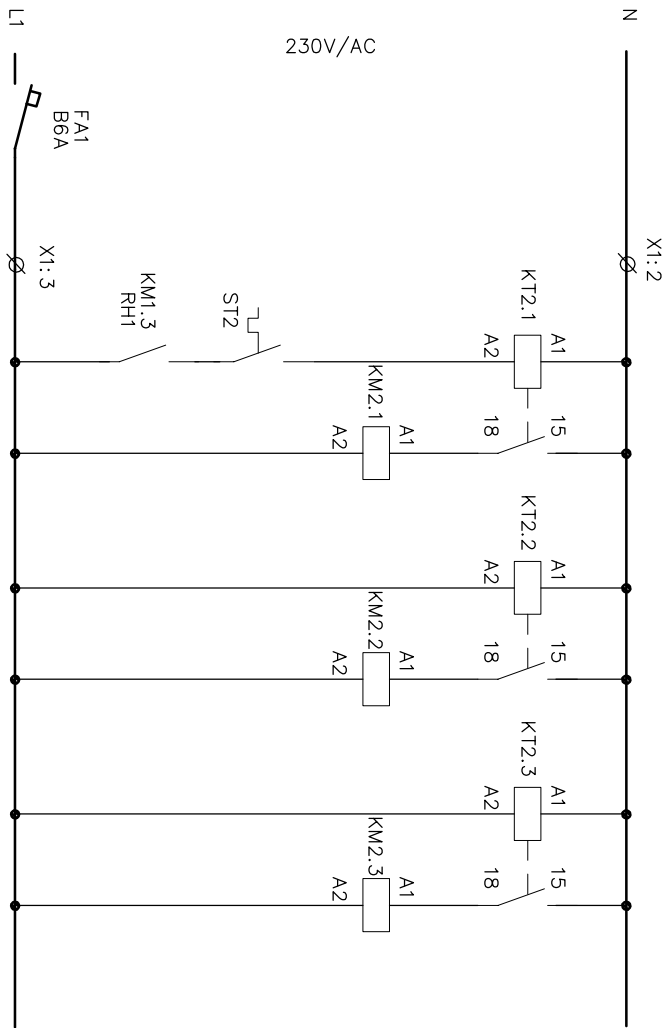 L1
N
230V/AC
FA1
B6A
X1:3
X1:2
KM1.3
RH1
ST2
KT2.1
A2
A1
KM2.1
A2
A1
18
15
KT2.2
A2
A1
KM2.2
A2
A1
18
15
KT2.3
A2
A1
KM2.3
A2
A1
18
15